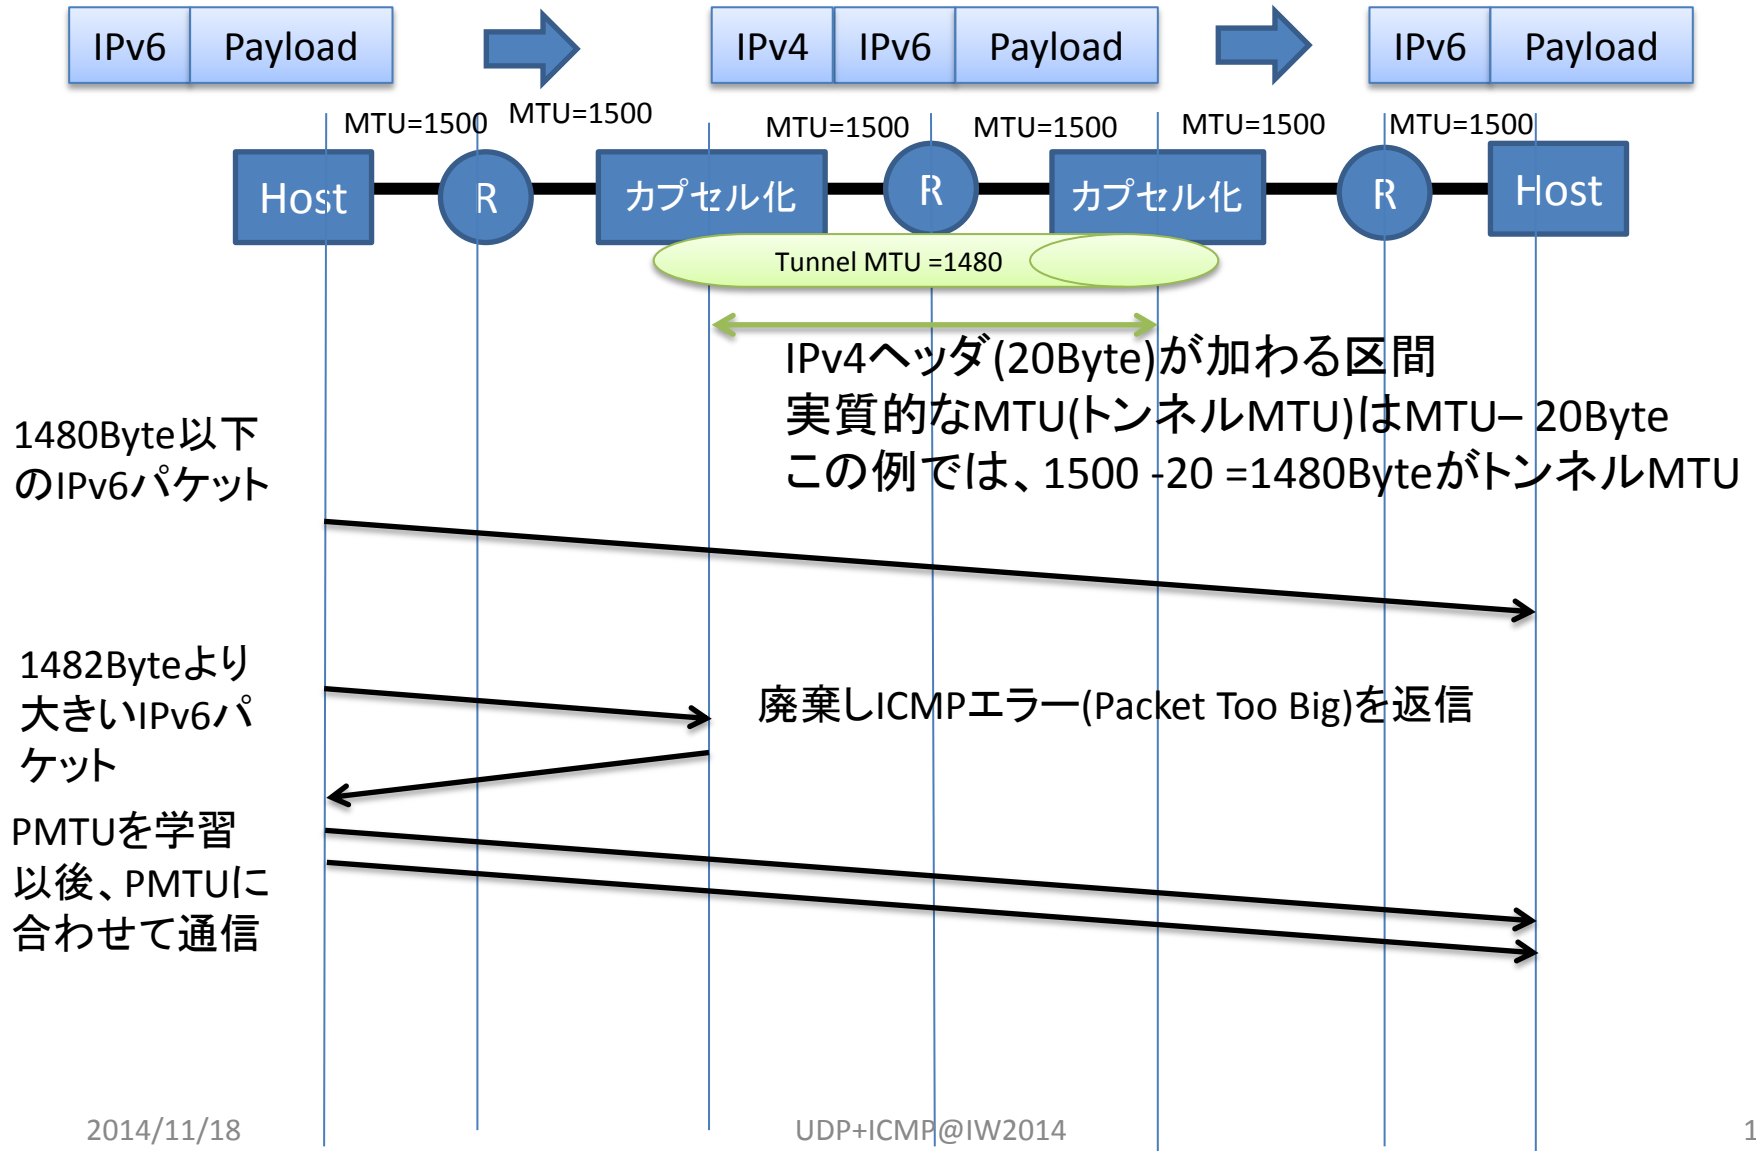 IPv6 Payload
IPv4 IPv6 Payload
IPv6 Payload
MTU=1500
MTU=1500
MTU=1500
MTU=1500
MTU=1500
MTU=1500
Host
R
カプセル化
R
カプセル化
R
Host
Tunnel MTU =1480
IPv4ヘッダ(20Byte)が加わる区間
実質的なMTU(トンネルMTU)はMTU– 20Byte
この例では、1500 -20 =1480ByteがトンネルMTU
1480Byte以下
のIPv6パケット
1482Byteより
大きいIPv6パ
ケット
廃棄しICMPエラー(Packet Too Big)を返信
PMTUを学習
以後、PMTUに
合わせて通信
2014/11/18
UDP+ICMP@IW2014
1